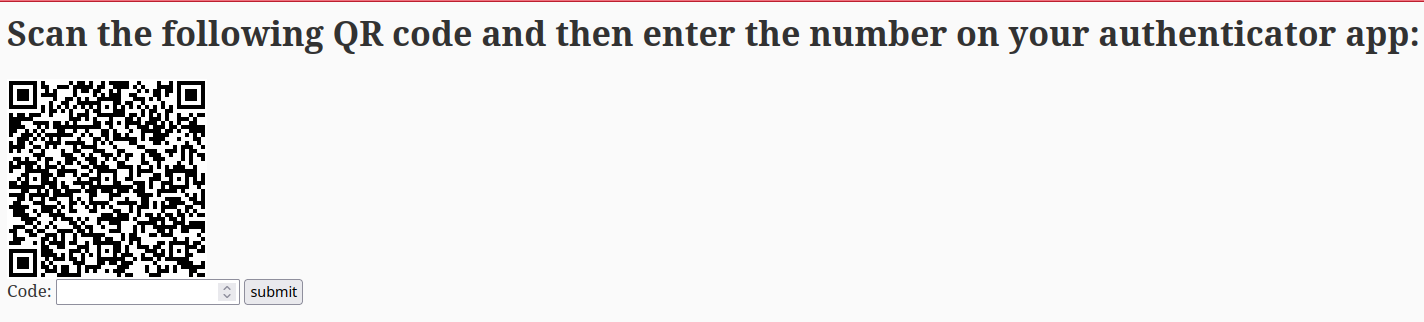 Scan the following QR code and then enter the number on your authenticator app:
Code:
submit